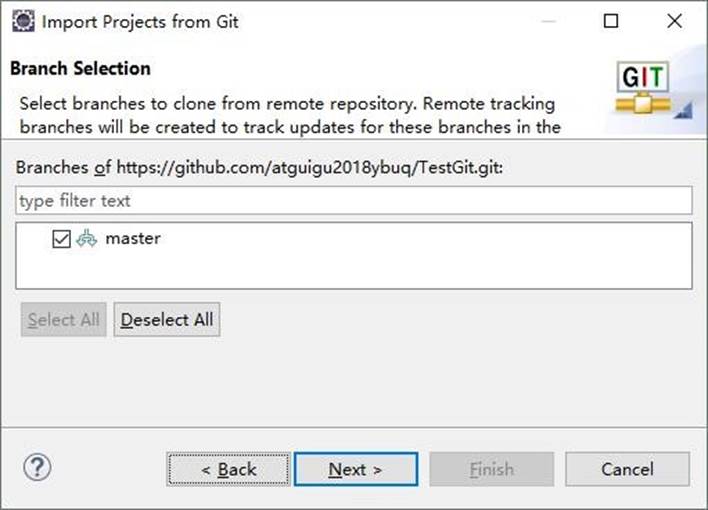 Import Projects from Git
Branch Selection
Select branches to clone from remote repository. Remote tracking
branches will be created to track updates for these branches in the
GIT
Branches of https://github.com/atguigu2018ybuq/TestGit.git:
type filter text
master
Select All Deselect All
? < Back Next > Finish Cancel